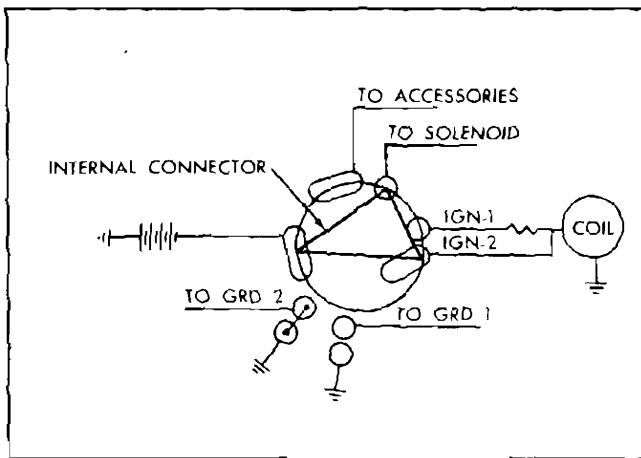 TO ACCESSORIES
TO SOLENOID
INTERNAL CONNECTOR
IGN-1
COIL
IGN-2
TO GRD 2
TO GRD 1